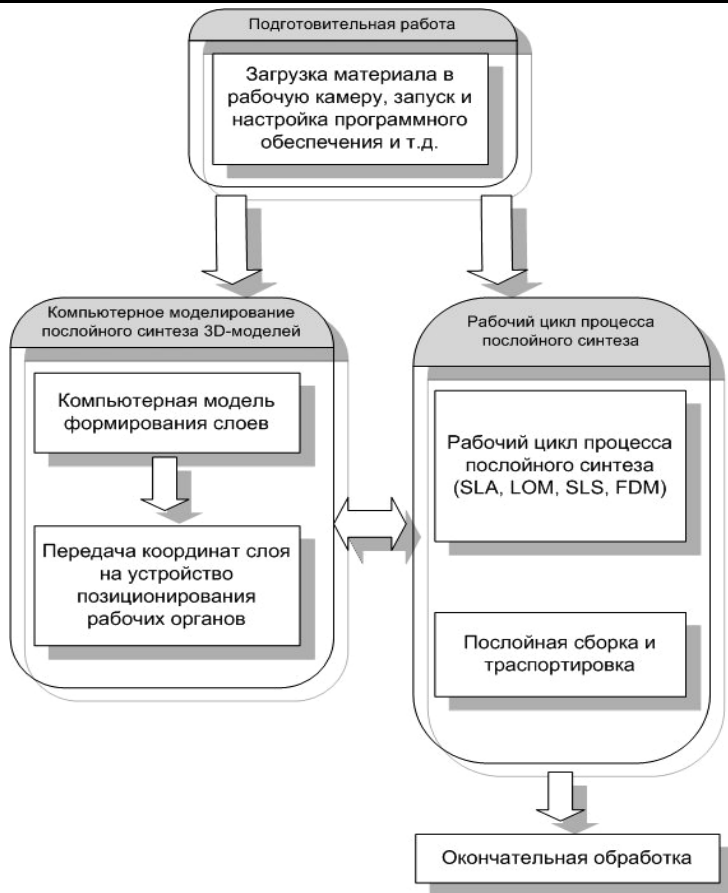 Подготовительная работа
Загрузка материала в
рабочую камеру, запуск и
настройка программного
обеспечения и т.д.
Компьютерное моделирование
послойного синтеза 3D-моделей
Компьютерная модель
формирования слоев
Передача координат слоя
на устройство
позиционирования
рабочих органов
Рабочий цикл процесса
послойного синтеза
Рабочий цикл процесса
послойного синтеза
(SLA, LOM, SLS, FDM)
Послойная сборка и
траспортировка
Окончательная обработка